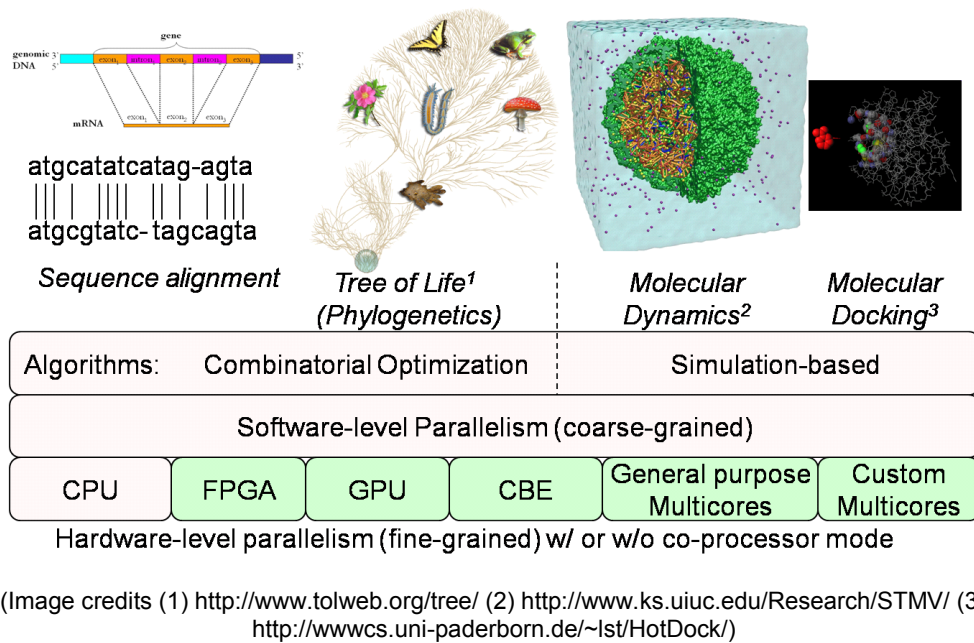 gene
genomic 3' 5'
DNA 5' exon₁ intron₁ exon₂ intron₂ exon₃ 3'
exon₁ exon₂ exon₃
mRNA
atgcatatcatag-agta
atgcgtatc-tagcagta
Sequence alignment
Tree of Life¹
(Phylogenetics)
Molecular
Dynamics²
Molecular
Docking³
Algorithms: Combinatorial Optimization Simulation-based
Software-level Parallelism (coarse-grained)
CPU FPGA GPU CBE
General purpose
Multicores
Custom
Multicores
Hardware-level parallelism (fine-grained) w/ or w/o co-processor mode
(Image credits (1) http://www.tolweb.org/tree/ (2) http://www.ks.uiuc.edu/Research/STMV/ (3
http://wwwcs.uni-paderborn.de/~lst/HotDock/)